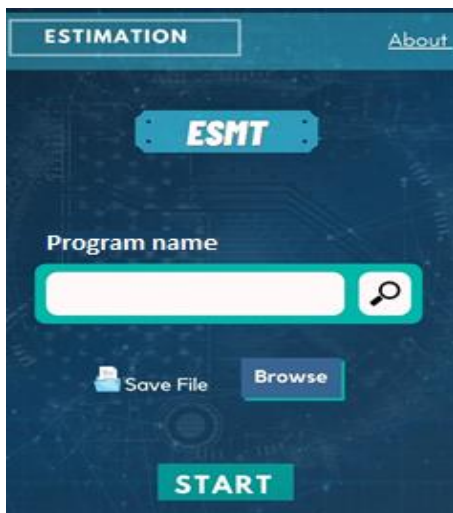 ESTIMATION
About
ESMT
Program name
Save File
Browse
START